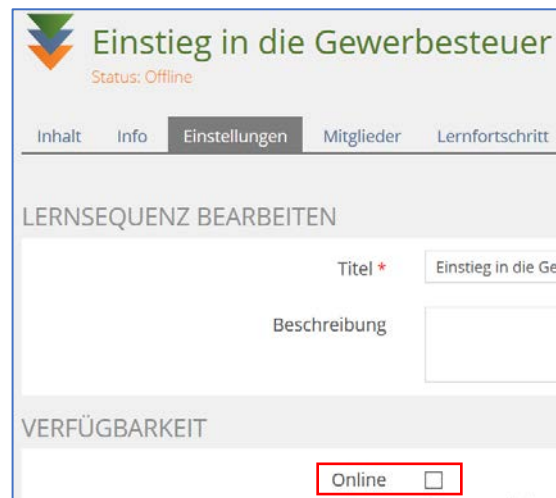 Einstieg in die Gewerbesteuer
Status: Offline
Inhalt Info Einstellungen Mitglieder Lernfortschritt
LERNSEQUENZ BEARBEITEN
Titel * Einstieg in die Ge
Beschreibung
VERFÜGBARKEIT
Online